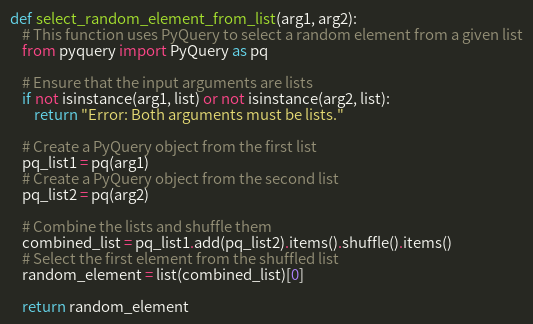 def select_random_element_from_list(arg1, arg2):
    # This function uses PyQuery to select a random element from a given list
    from pyquery import PyQuery as pq

    # Ensure that the input arguments are lists
    if not isinstance(arg1, list) or not isinstance(arg2, list):
        return "Error: Both arguments must be lists."

    # Create a PyQuery object from the first list
    pq_list1 = pq(arg1)
    # Create a PyQuery object from the second list
    pq_list2 = pq(arg2)

    # Combine the lists and shuffle them
    combined_list = pq_list1.add(pq_list2).items().shuffle().items()
    # Select the first element from the shuffled list
    random_element = list(combined_list)[0]

    return random_element